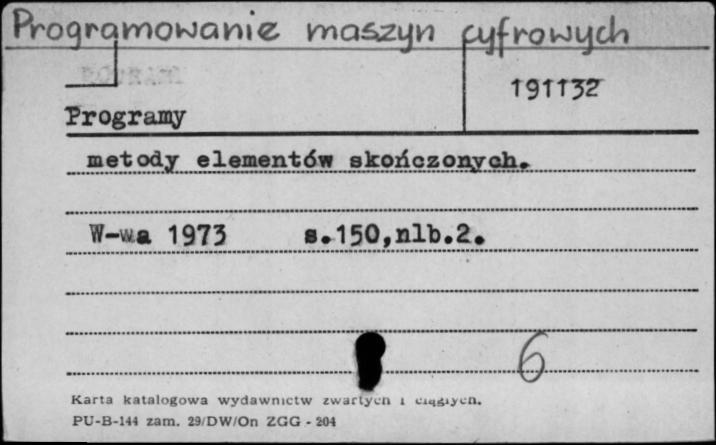 Programowanie maszyn cyfrowych
191132
Programy
metody elementów skończonych.
W-wa 1973 s.150,nlb.2.
6
Karta katalogowa wydawnictw zwartych i ciągłych.
PU-B-144 zam. 29/DW/On ZGG - 204